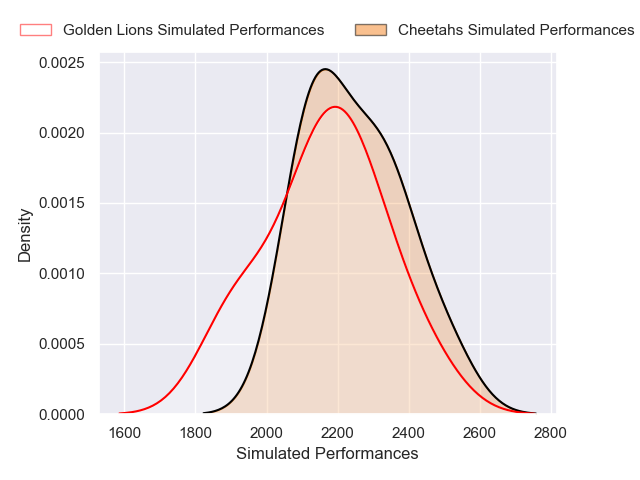 Golden Lions Simulated Performances Cheetahs Simulated Performances
0.0025
0.0020
0.0015
0.0010
0.0005
0.0000
Density
1600 1800 2000 2200 2400 2600 2800
Simulated Performances